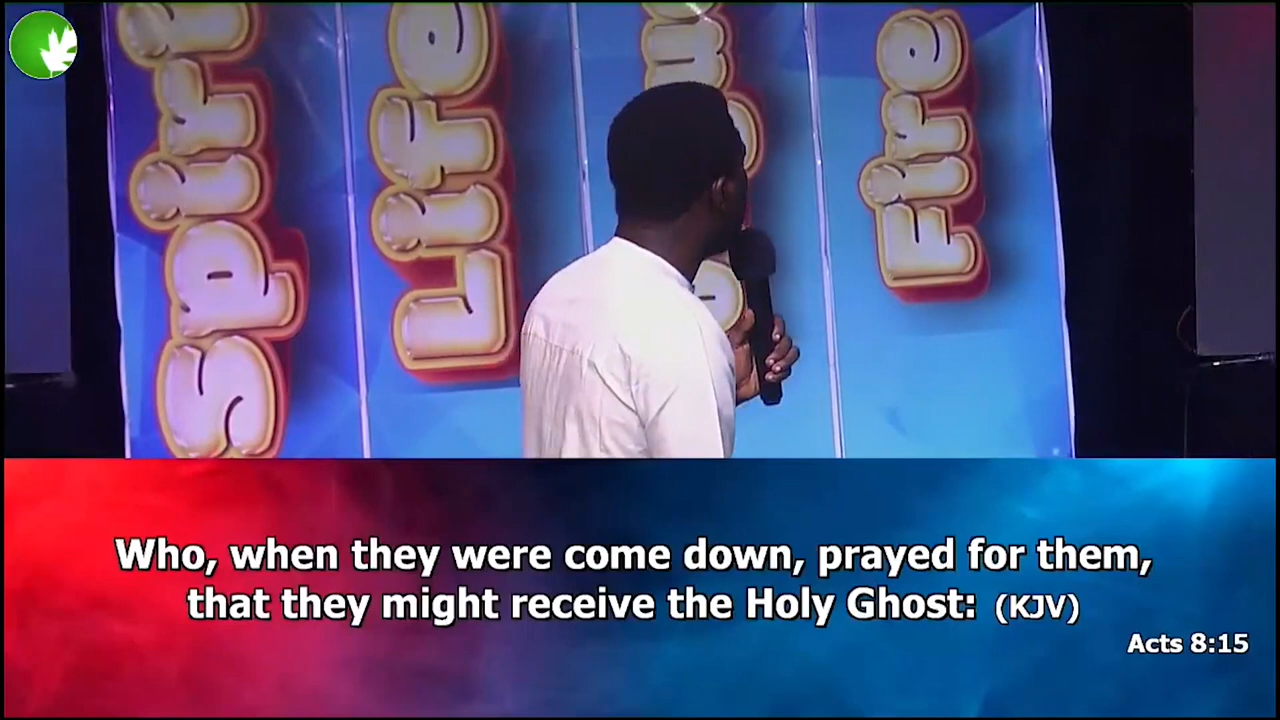 Spirit
Life
Fire
Who, when they were come down, prayed for them,
that they might receive the Holy Ghost: (KJV)
Acts 8:15